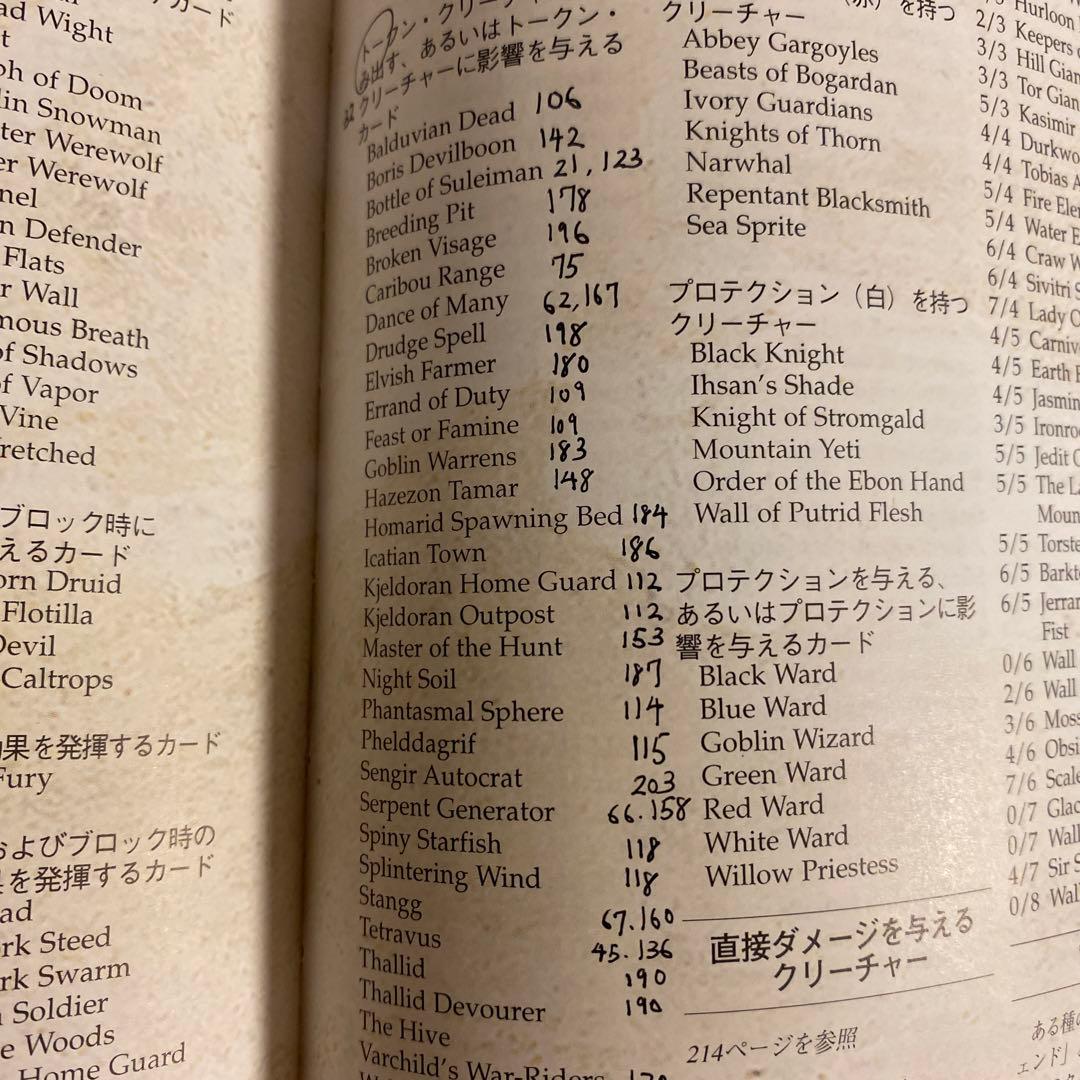 ad Wight
ph of Doom
lin Snowman
ter Werewolf
er Werewolf
nel
n Defender
Flats
r Wall
mous Breath
of Shadows
of Vapor
Vine
retched
ブロック時に
えるカード
orn Druid
Flotilla
Devil
Caltrops
果を発揮するカード
Fury
およびブロック時の
果を発揮するカード
ad
rk Steed
rk Swarm
Soldier
e Woods
Home Guard
トークン・クリーチャー
み出す、あるいはトークン・
クリーチャーに影響を与える
カード
Balduvian Dead 106
Boris Devilboon 142
Bottle of Suleiman 21, 123
Breeding Pit 178
Broken Visage 196
Caribou Range 75
Dance of Many 62, 167
Drudge Spell 198
Elvish Farmer 180
Errand of Duty 109
Feast or Famine 109
Goblin Warrens 183
Hazezon Tamar 148
Homarid Spawning Bed 184
Icatian Town 186
Kjeldoran Home Guard 112
Kjeldoran Outpost 112
Master of the Hunt 153
Night Soil 187
Phantasmal Sphere 114
Phelddagrif 115
Sengir Autocrat 203
Serpent Generator 66.158
Spiny Starfish 118
Splintering Wind 118
Stangg 67.160
Tetravus 45.136
Thallid 190
Thallid Devourer 190
The Hive
Varchild's War-Riders
を持つ
クリーチャー
Abbey Gargoyles
Beasts of Bogardan
Ivory Guardians
Knights of Thorn
Narwhal
Repentant Blacksmith
Sea Sprite
プロテクション（白）を持つ
クリーチャー
Black Knight
Ihsan's Shade
Knight of Stromgald
Mountain Yeti
Order of the Ebon Hand
Wall of Putrid Flesh
プロテクションを与える、
あるいはプロテクションに影
響を与えるカード
Black Ward
Blue Ward
Goblin Wizard
Green Ward
Red Ward
White Ward
Willow Priestess
直接ダメージを与える
クリーチャー
214ページを参照
Hurloon
2/3 Keepers
3/3 Hill Gian
3/3 Tor Gian
5/3 Kasimir
4/4 Durkwo
4/4 Tobias A
5/4 Fire Ele
5/4 Water E
6/4 Craw W
6/4 Sivitri S
7/4 Lady O
4/5 Carniv
4/5 Earth E
4/5 Jasmin
3/5 Ironro
5/5 Jedit O
5/5 The La
Moun
5/5 Torste
6/5 Barkt
6/5 Jerran
Fist
0/6 Wall
2/6 Wall
3/6 Moss
4/6 Obsi
7/6 Scale
0/7 Glac
0/7 Wall
4/7 Sir S
0/8 Wal
ある種の
ェンド」